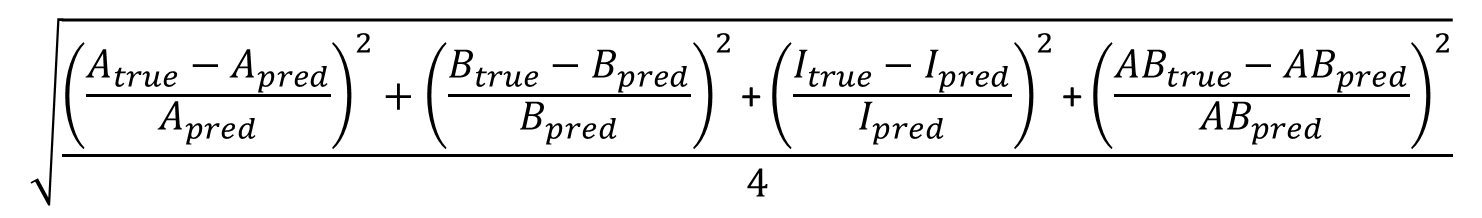 √((((A_true − A_pred)/A_pred)^2 + ((B_true − B_pred)/B_pred)^2 + ((I_true − I_pred)/I_pred)^2 + ((AB_true − AB_pred)/AB_pred)^2)/4)